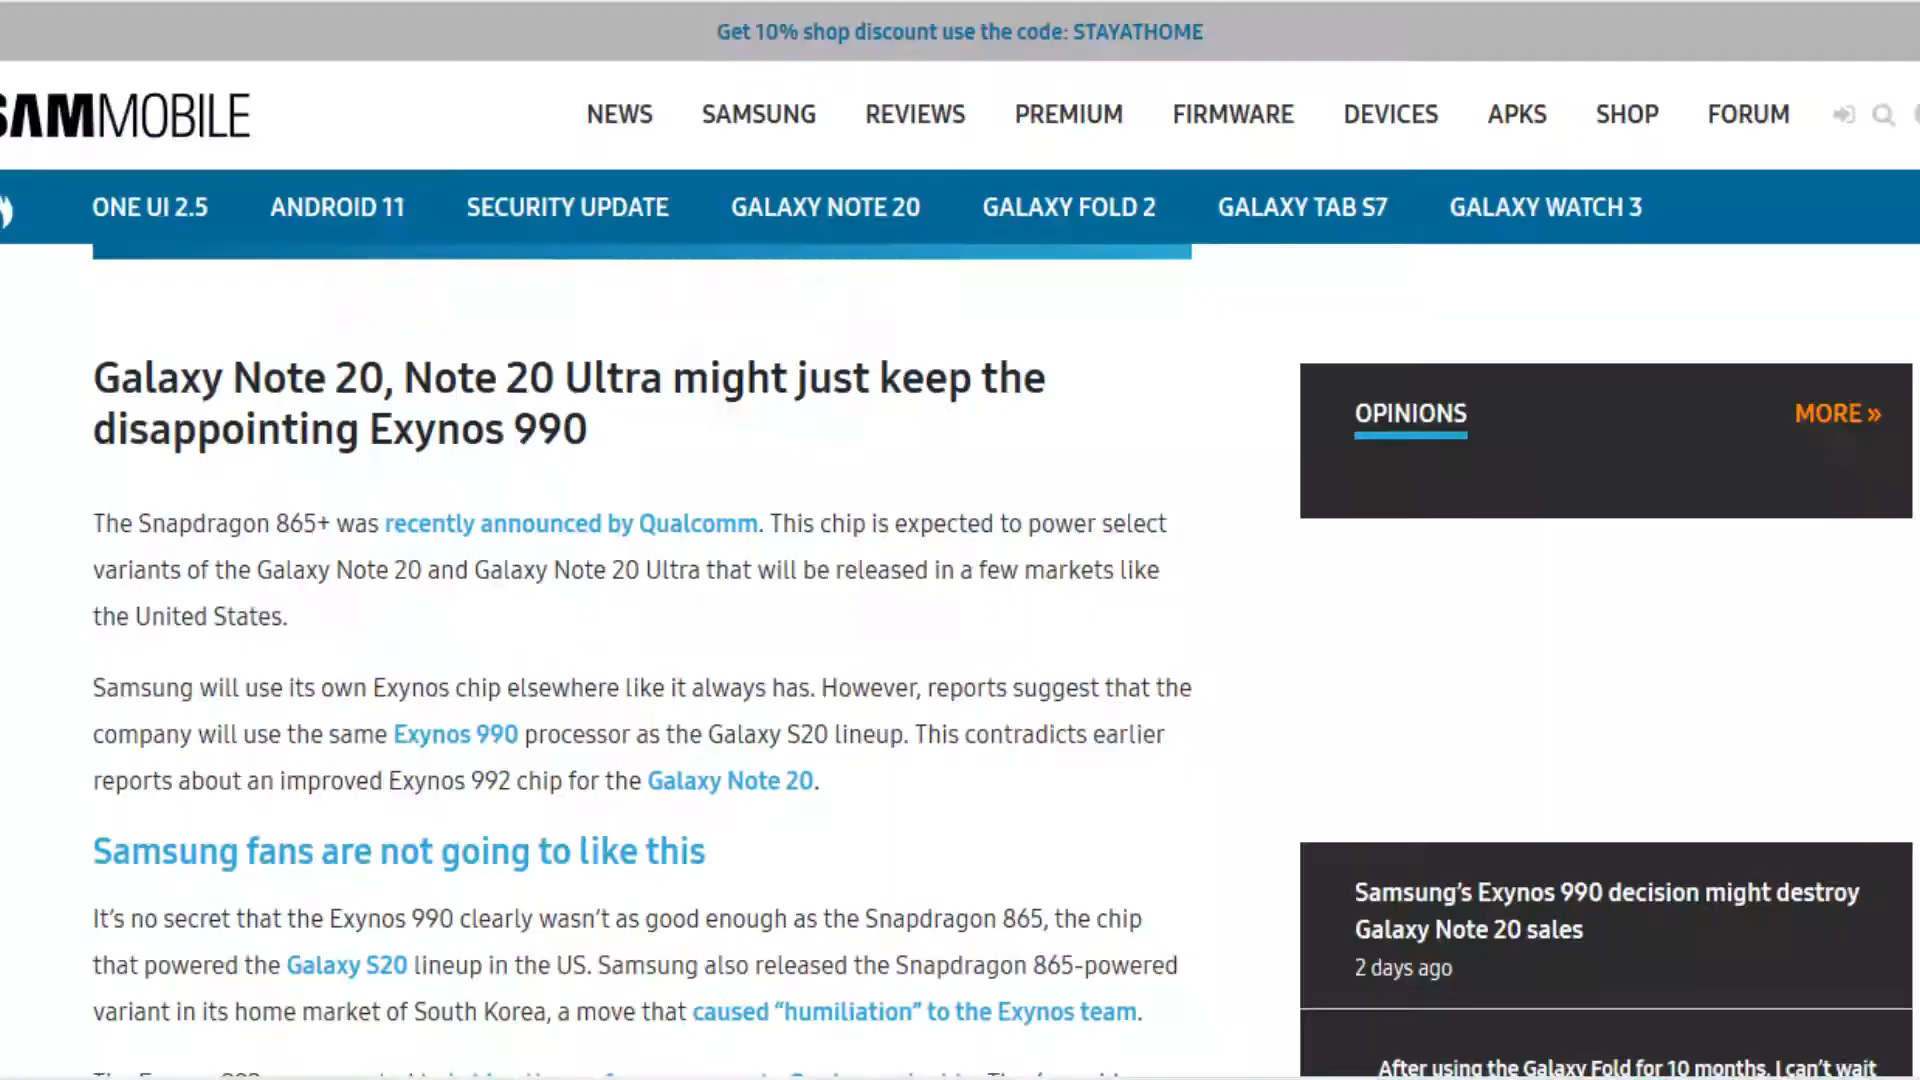 Get 10% shop discount use the code: STAYATHOME
SAMMOBILE
NEWS SAMSUNG REVIEWS PREMIUM FIRMWARE DEVICES APKS SHOP FORUM
ONE UI 2.5 ANDROID 11 SECURITY UPDATE GALAXY NOTE 20 GALAXY FOLD 2 GALAXY TAB S7 GALAXY WATCH 3
Galaxy Note 20, Note 20 Ultra might just keep the
disappointing Exynos 990
The Snapdragon 865+ was recently announced by Qualcomm. This chip is expected to power select
variants of the Galaxy Note 20 and Galaxy Note 20 Ultra that will be released in a few markets like
the United States.
Samsung will use its own Exynos chip elsewhere like it always has. However, reports suggest that the
company will use the same Exynos 990 processor as the Galaxy S20 lineup. This contradicts earlier
reports about an improved Exynos 992 chip for the Galaxy Note 20.
Samsung fans are not going to like this
It's no secret that the Exynos 990 clearly wasn't as good enough as the Snapdragon 865, the chip
that powered the Galaxy S20 lineup in the US. Samsung also released the Snapdragon 865-powered
variant in its home market of South Korea, a move that caused “humiliation” to the Exynos team.
OPINIONS MORE »
Samsung's Exynos 990 decision might destroy
Galaxy Note 20 sales
2 days ago
After using the Galaxy Fold for 10 months, I can't wait